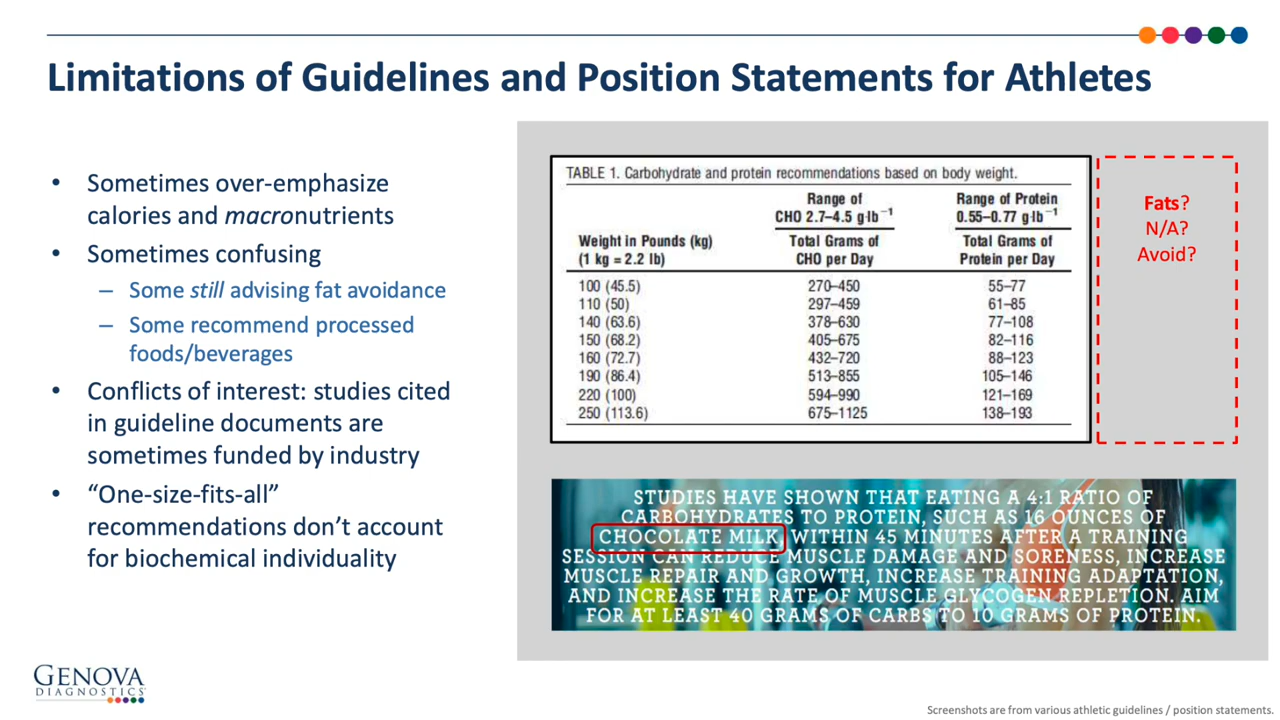 Limitations of Guidelines and Position Statements for Athletes
• Sometimes over-emphasize
calories and macronutrients
• Sometimes confusing
– Some still advising fat avoidance
– Some recommend processed
foods/beverages
• Conflicts of interest: studies cited
in guideline documents are
sometimes funded by industry
• “One-size-fits-all”
recommendations don’t account
for biochemical individuality
TABLE 1. Carbohydrate and protein recommendations based on body weight.
Range of Range of Protein
CHO 2.7–4.5 g·lb⁻¹ 0.55–0.77 g·lb⁻¹
Weight in Pounds (kg) Total Grams of Total Grams of
(1 kg = 2.2 lb) CHO per Day Protein per Day
100 (45.5) 270–450 55–77
110 (50) 297–459 61–85
140 (63.6) 378–630 77–108
150 (68.2) 405–675 82–116
160 (72.7) 432–720 88–123
190 (86.4) 513–855 105–146
220 (100) 594–990 121–169
250 (113.6) 675–1125 138–193
Fats?
N/A?
Avoid?
STUDIES HAVE SHOWN THAT EATING A 4:1 RATIO OF
CARBOHYDRATES TO PROTEIN, SUCH AS 16 OUNCES OF
CHOCOLATE MILK WITHIN 45 MINUTES AFTER A TRAINING
SESSION CAN REDUCE MUSCLE DAMAGE AND SORENESS, INCREASE
MUSCLE REPAIR AND GROWTH, INCREASE TRAINING ADAPTATION,
AND INCREASE THE RATE OF MUSCLE GLYCOGEN REPLETION. AIM
FOR AT LEAST 40 GRAMS OF CARBS TO 10 GRAMS OF PROTEIN.
GENOVA
DIAGNOSTICS
Screenshots are from various athletic guidelines / position statements.